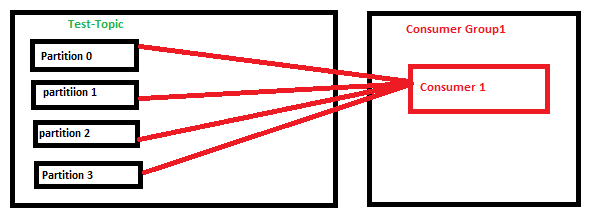 Test-Topic
Partition 0
partitiion 1
partition 2
Partition 3
Consumer Group1
Consumer 1